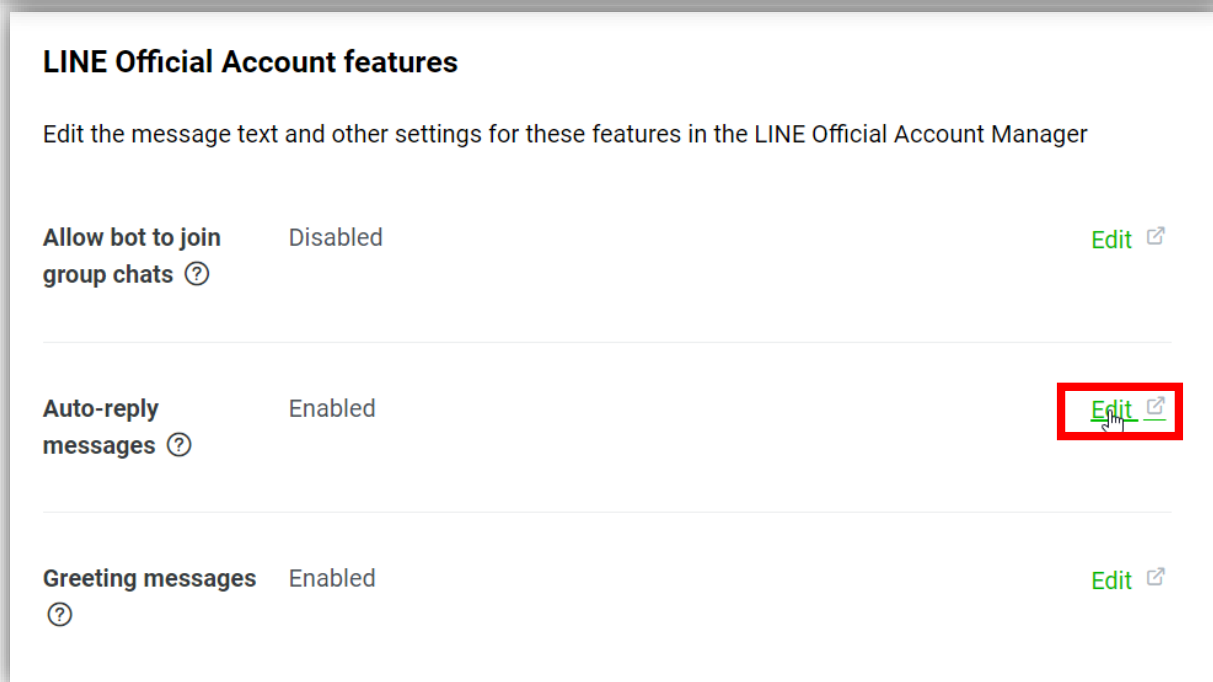 LINE Official Account features
Edit the message text and other settings for these features in the LINE Official Account Manager
Allow bot to join
group chats
Disabled
Edit
Auto-reply
messages
Enabled
Edit
Greeting messages
Enabled
Edit